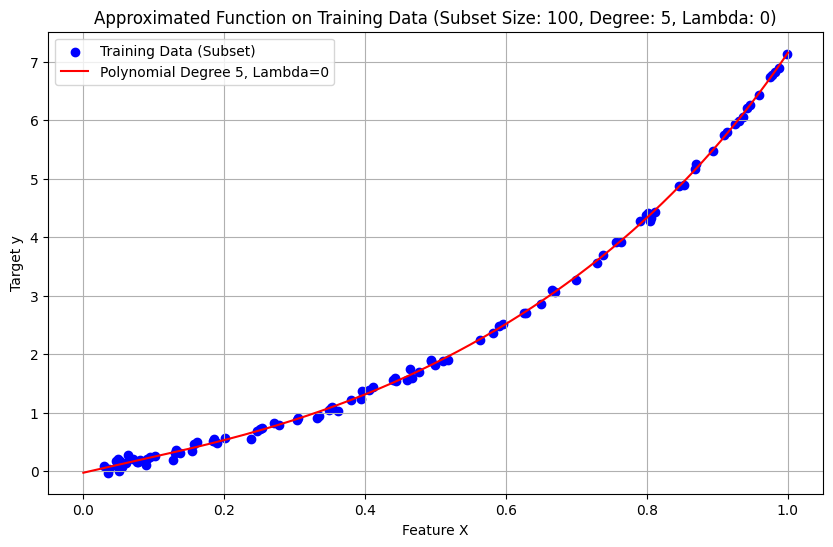 Approximated Function on Training Data (Subset Size: 100, Degree: 5, Lambda: 0)
Training Data (Subset)
Polynomial Degree 5, Lambda=0
Target y
7
6
5
4
3
2
1
0
0.0 0.2 0.4 0.6 0.8 1.0
Feature X